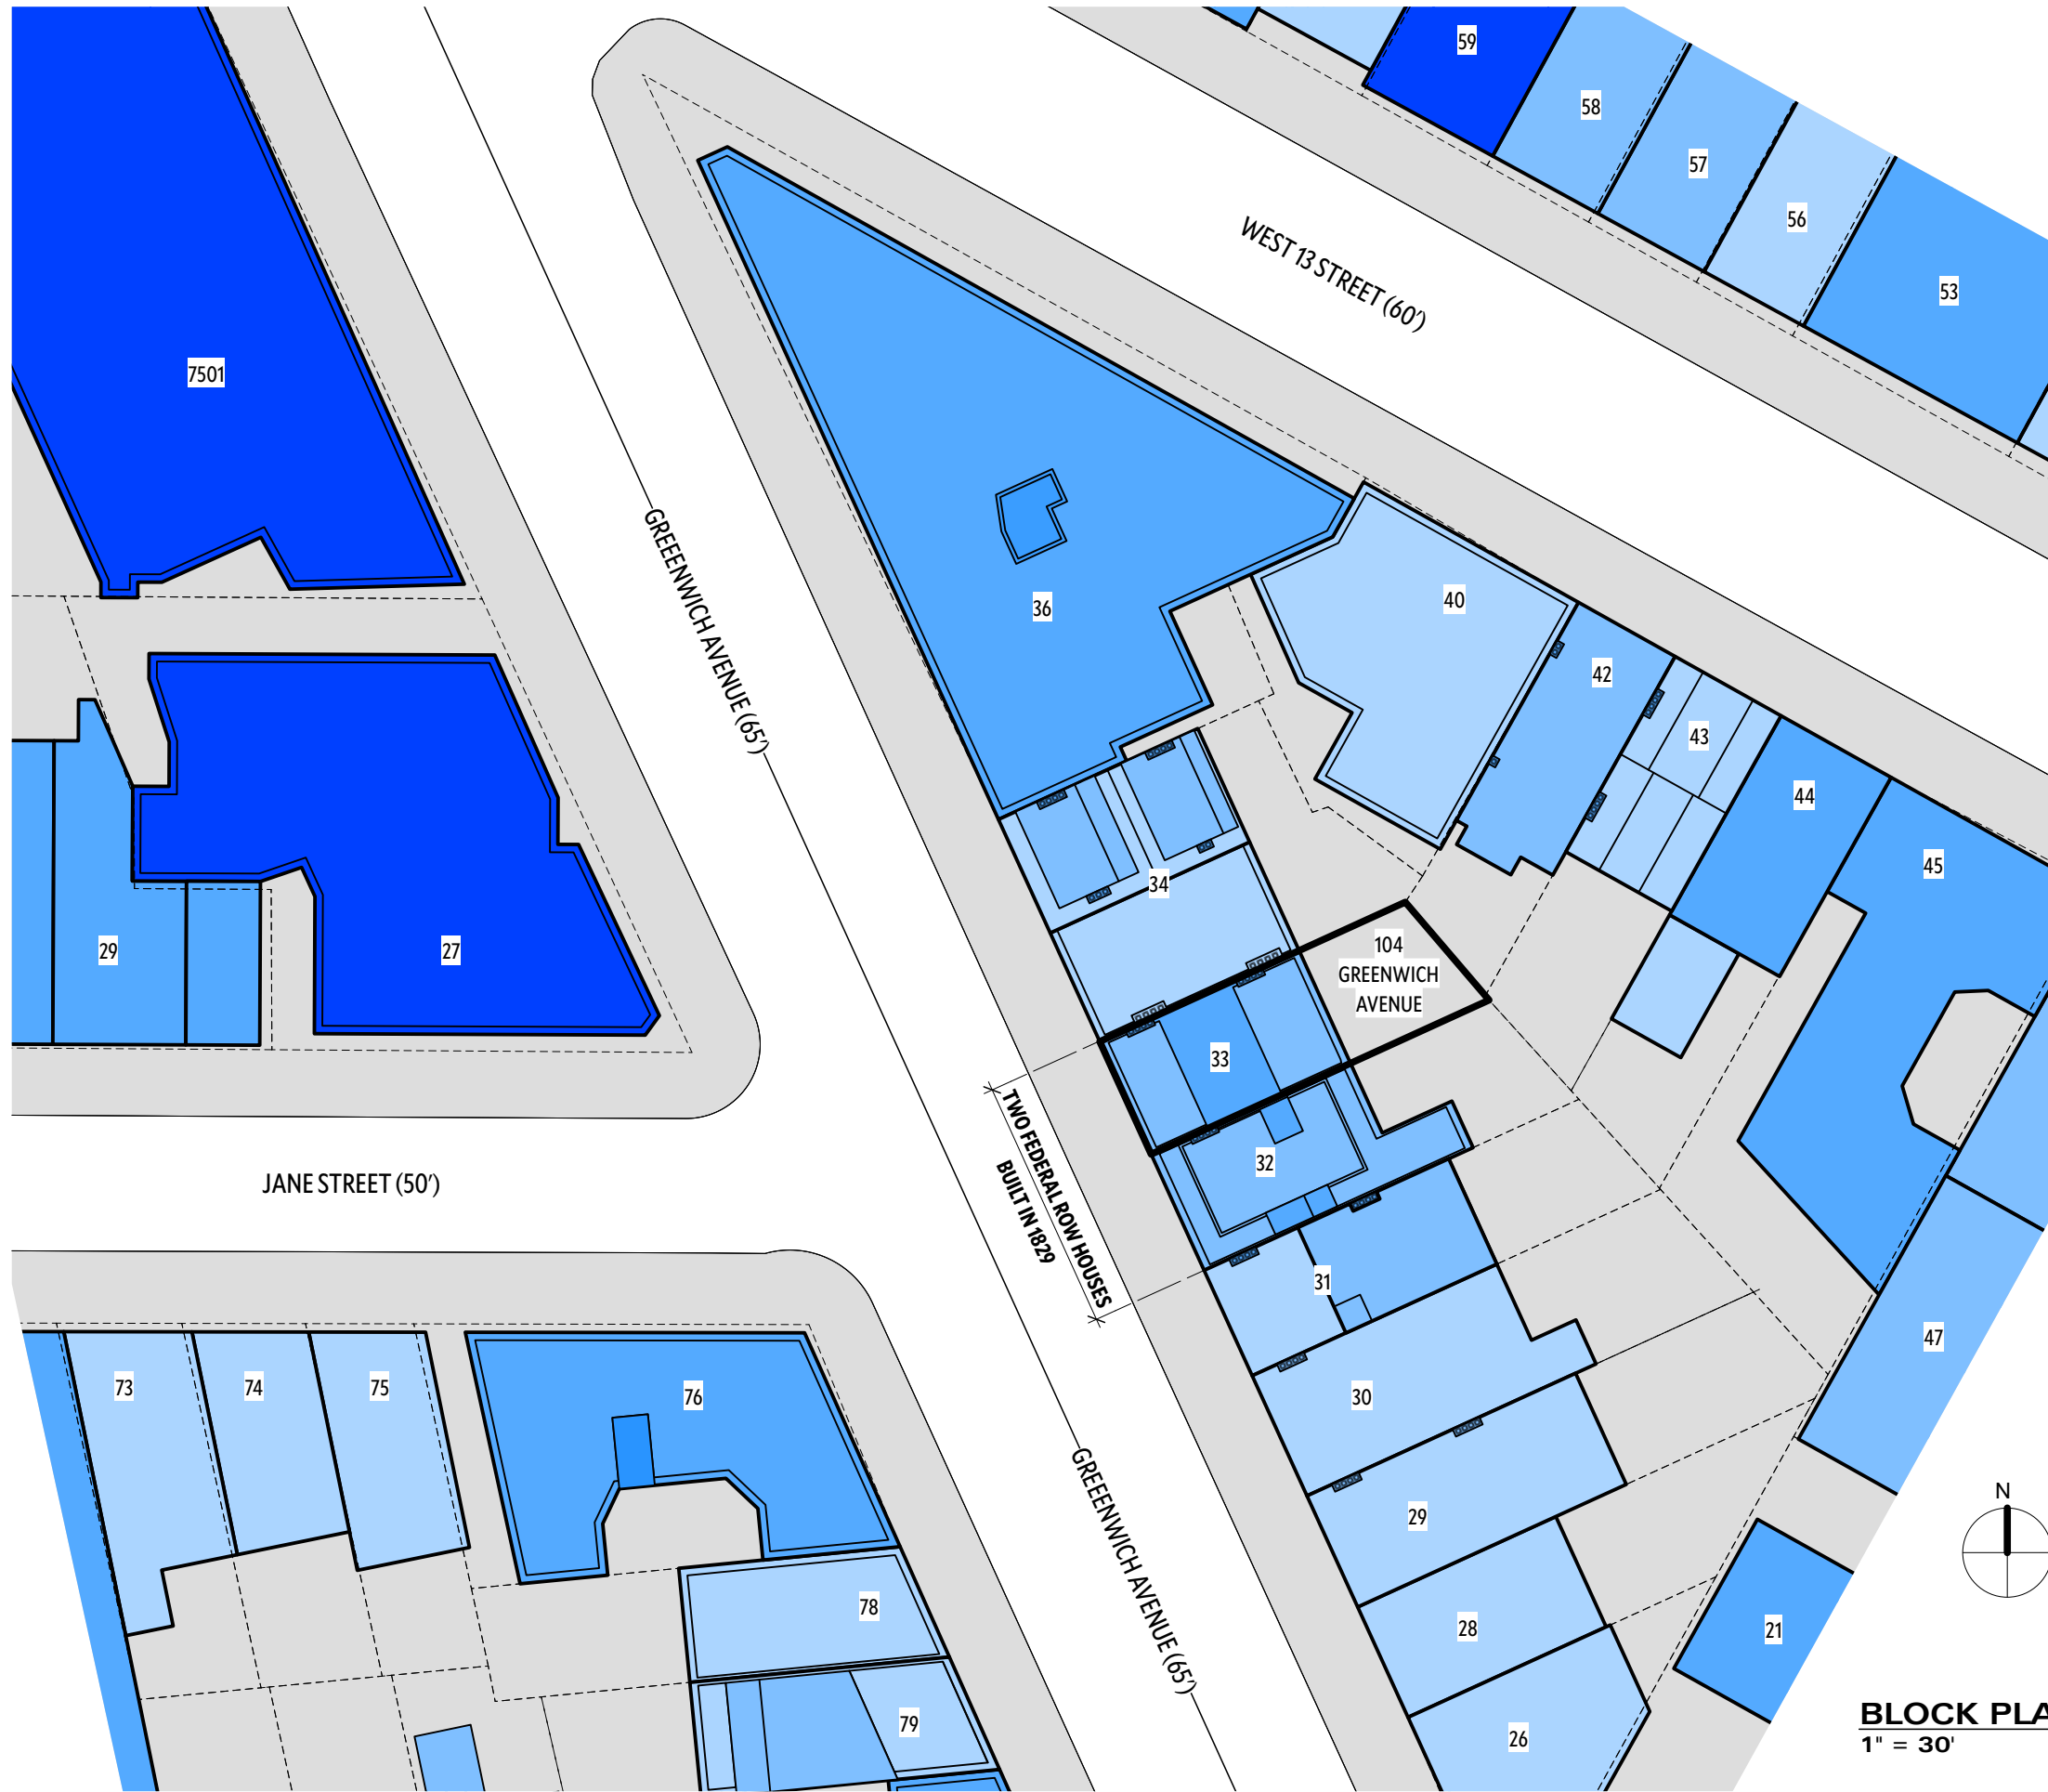 59
58
57
56
53
WEST 13 STREET (60')
7501
GREEENWICH AVENUE (65')
36
40
42
43
44
45
34
104
GREENWICH
AVENUE
29
27
33
32
TWO FEDERAL ROW HOUSES
BUILT IN 1829
JANE STREET (50')
31
47
73
74
75
76
30
GREEENWICH AVENUE (65')
29
N
78
28
21
79
26
BLOCK PLA
1" = 30'